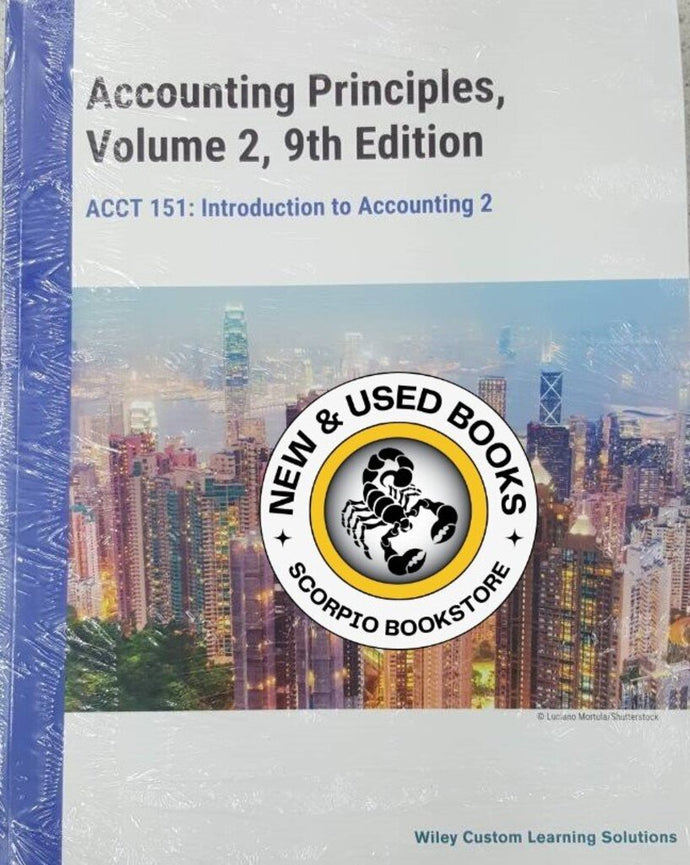 Accounting Principles,
Volume 2, 9th Edition
ACCT 151: Introduction to Accounting 2
NEW & USED BOOKS
SCORPIO BOOKSTORE
© Luciano Mortula/Shutterstock
Wiley Custom Learning Solutions